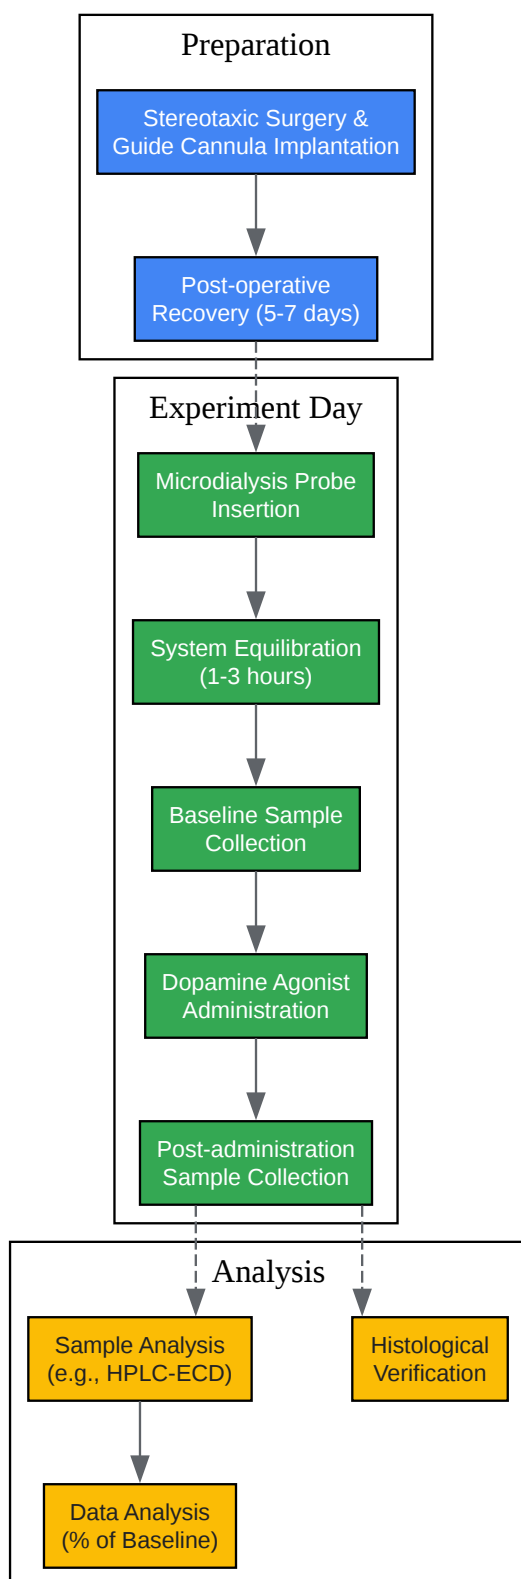 Preparation
Stereotaxic Surgery &
Guide Cannula Implantation
Post-operative
Recovery (5-7 days)
Experiment Day
Microdialysis Probe
Insertion
System Equilibration
(1-3 hours)
Baseline Sample
Collection
Dopamine Agonist
Administration
Post-administration
Sample Collection
Analysis
Sample Analysis
(e.g., HPLC-ECD)
Histological
Verification
Data Analysis
(% of Baseline)